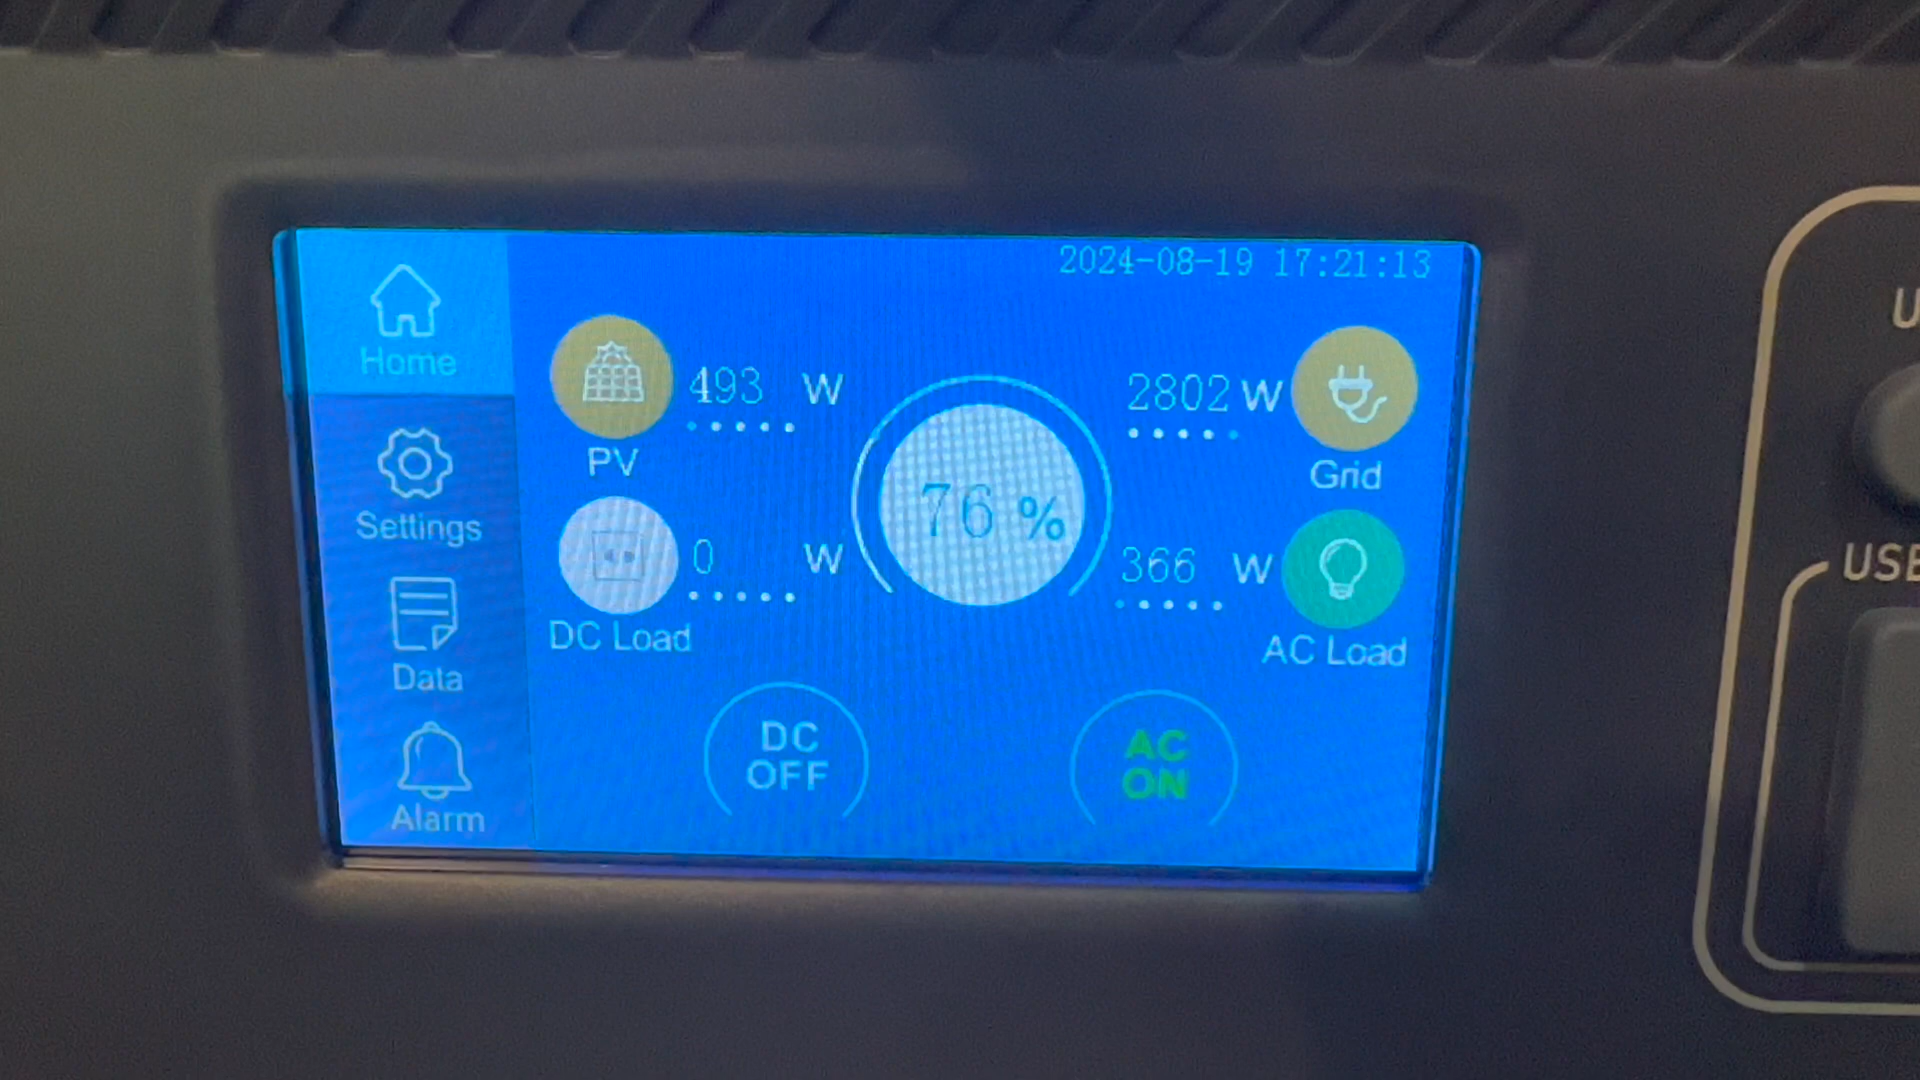 2024-08-19 17:21:13
Home
493 W
PV
2802 W
Grid
76 %
Settings
0 W
DC Load
366 W
AC Load
Data
DC
OFF
AC
ON
Alarm
U
USB